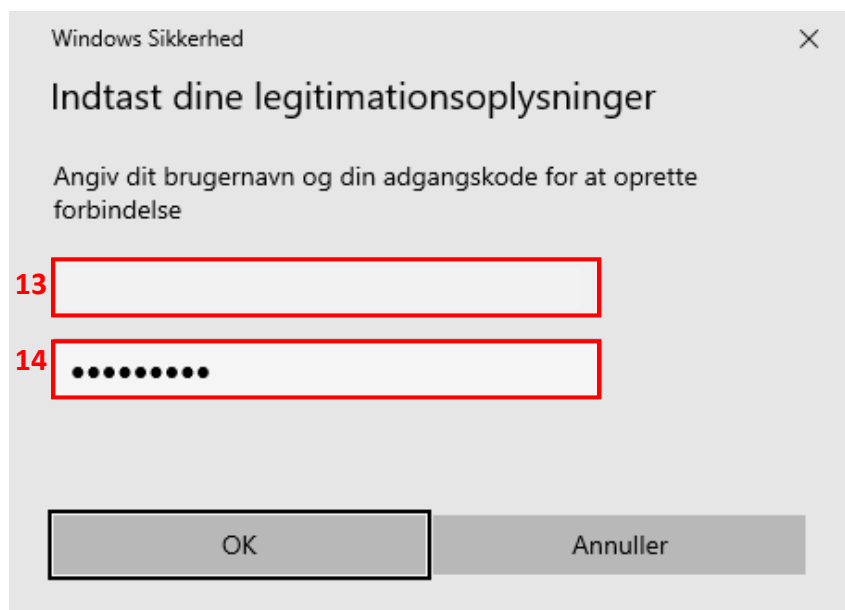 Windows Sikkerhed
Indtast dine legitimationsoplysninger
Angiv dit brugernavn og din adgangskode for at oprette
forbindelse
13
14 •••••••••
OK Annuller